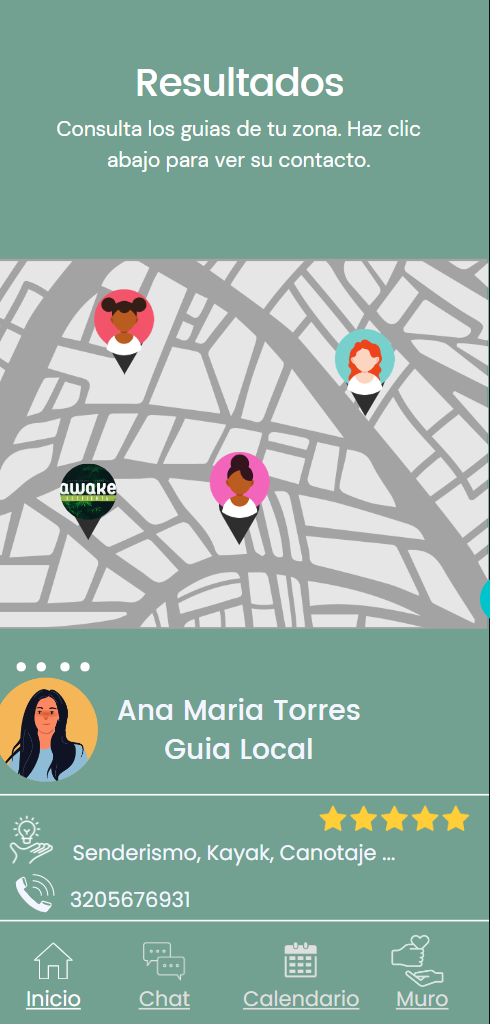 Resultados
Consulta los guias de tu zona. Haz clic
abajo para ver su contacto.
awake
Ana Maria Torres
Guia Local
Senderismo, Kayak, Canotaje ...
3205676931
Inicio
Chat
Calendario
Muro